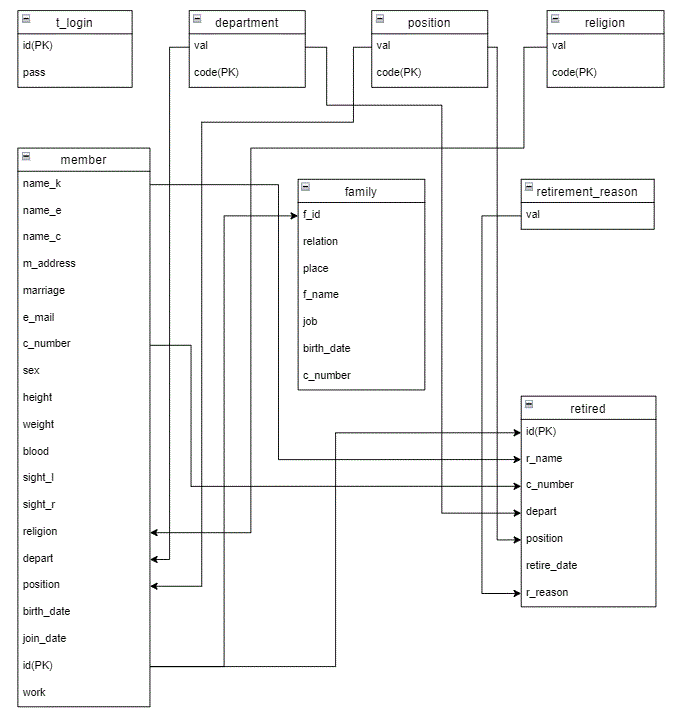 t_login
id(PK)
pass
department
val
code(PK)
position
val
code(PK)
religion
val
code(PK)
member
name_k
name_e
name_c
m_address
marriage
e_mail
c_number
sex
height
weight
blood
sight_l
sight_r
religion
depart
position
birth_date
join_date
id(PK)
work
family
f_id
relation
place
f_name
job
birth_date
c_number
retirement_reason
val
retired
id(PK)
r_name
c_number
depart
position
retire_date
r_reason